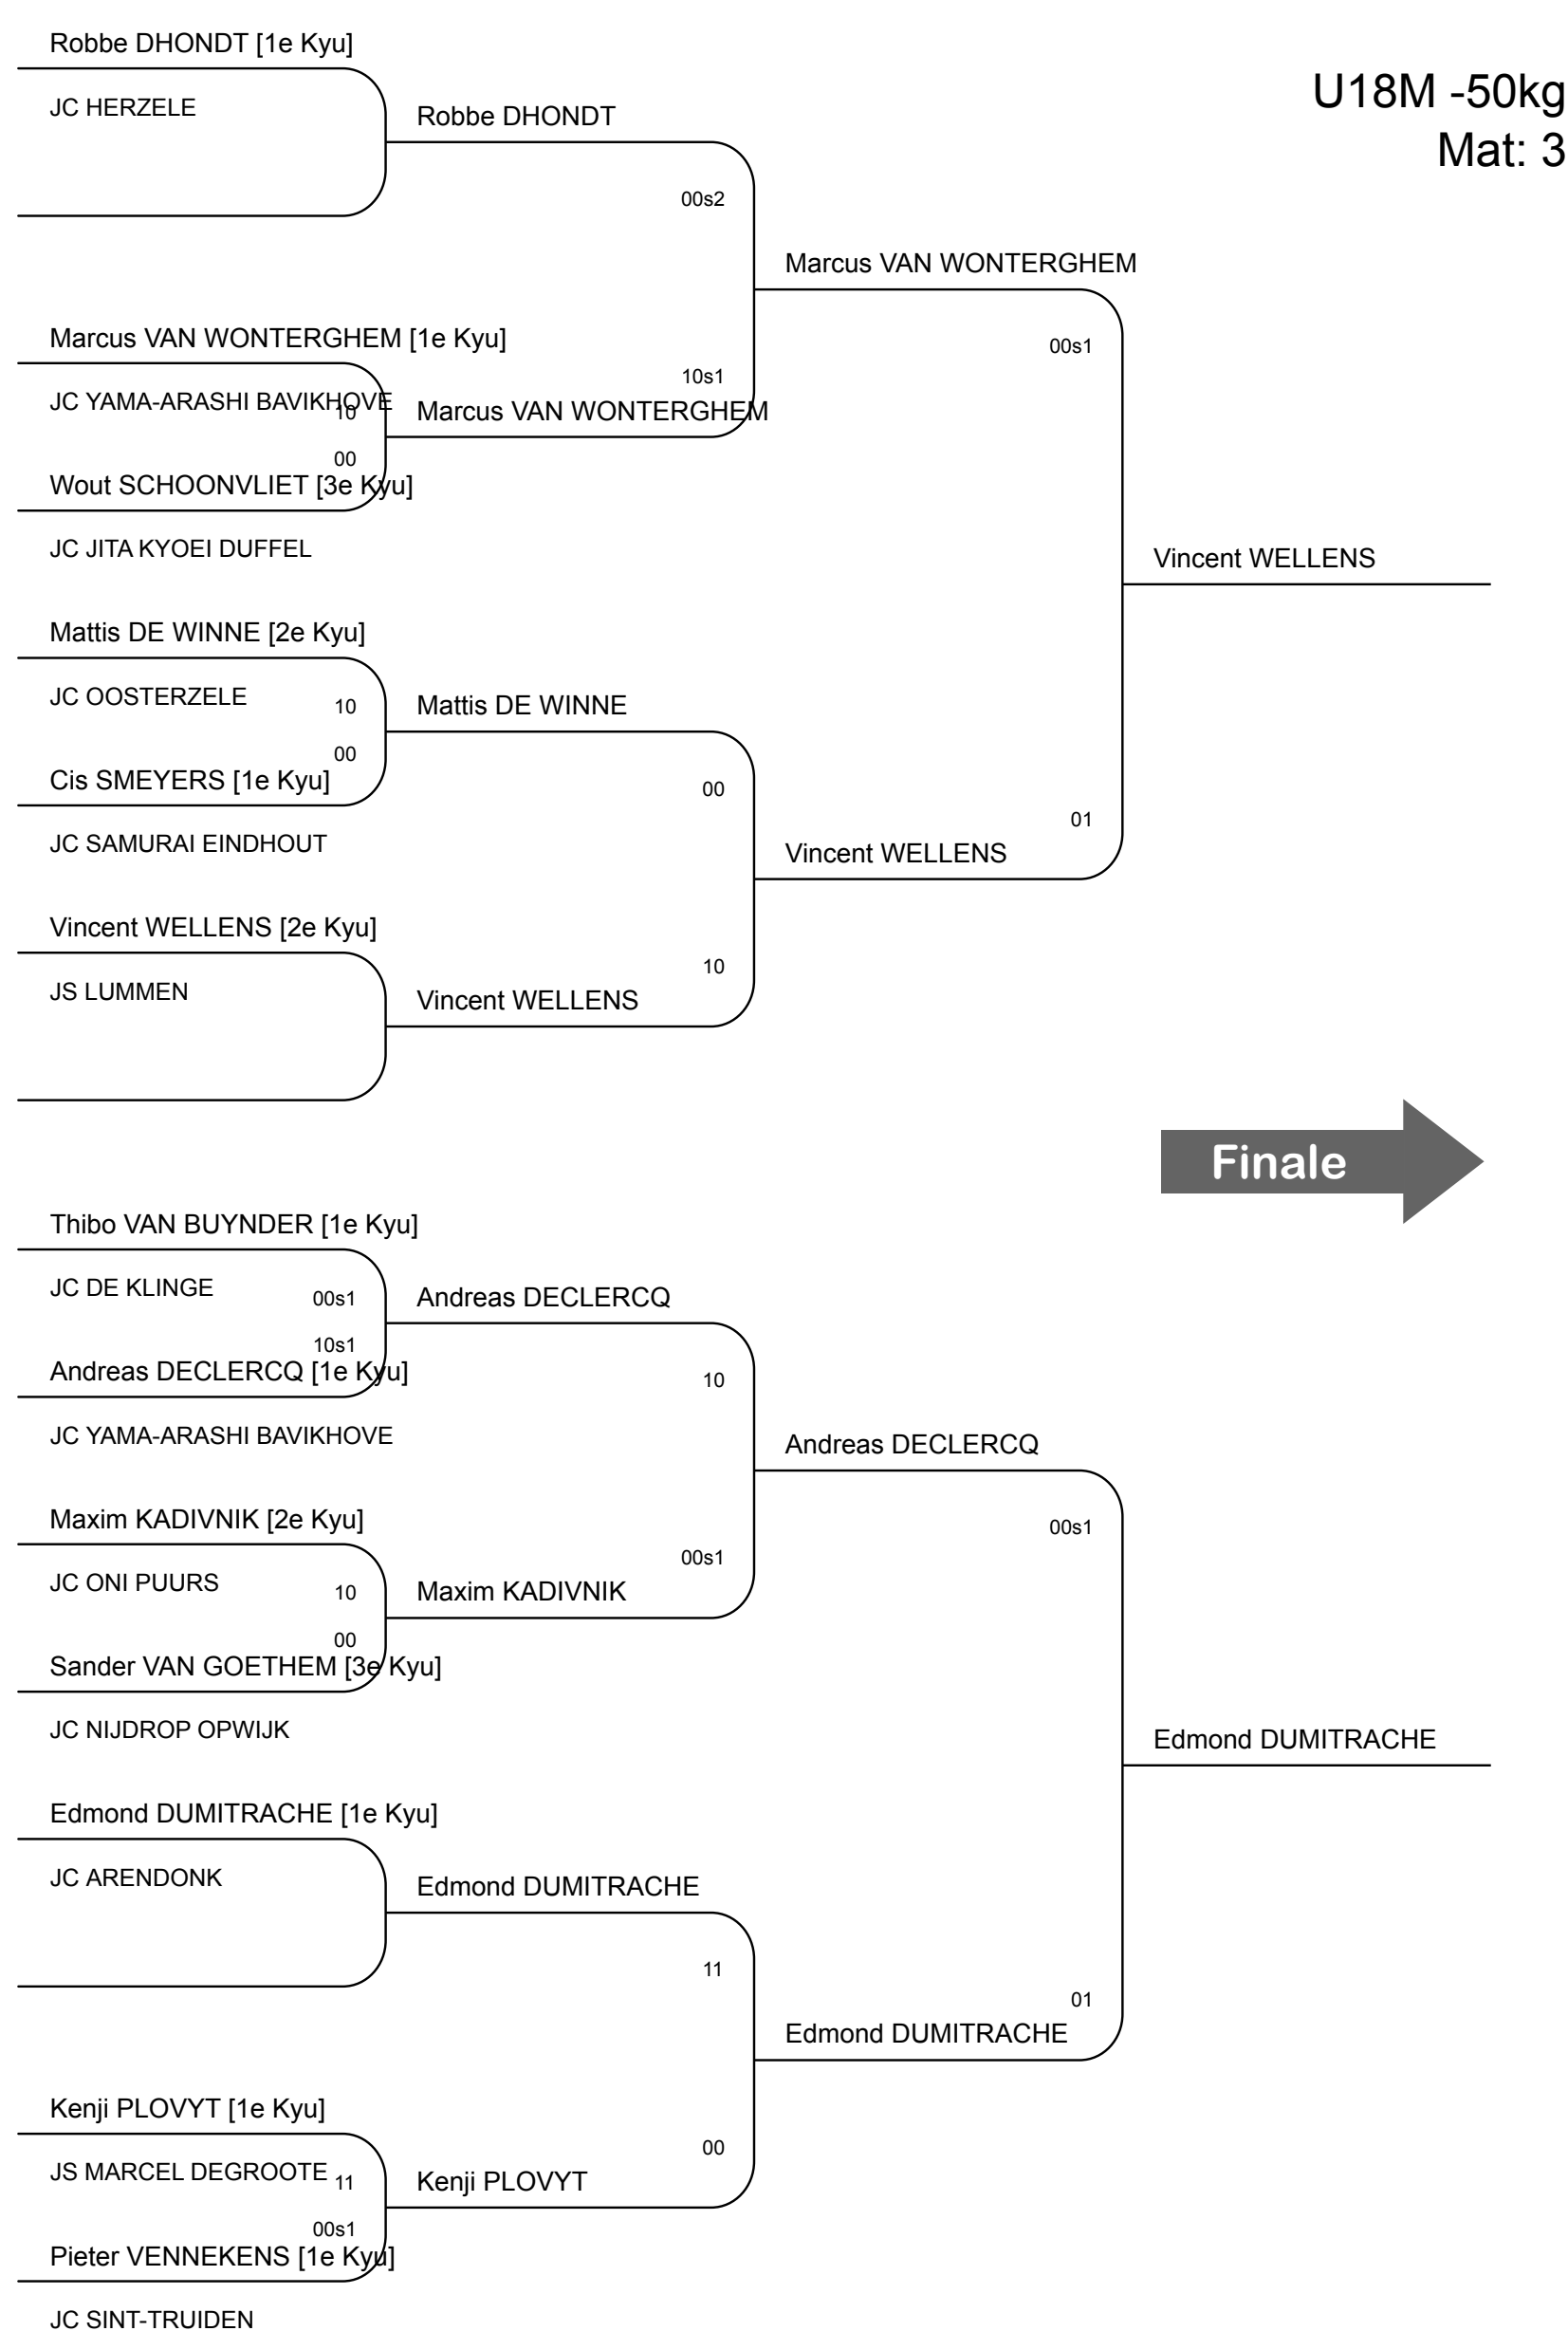 Robbe DHONDT [1e Kyu]
U18M -50kg
Mat: 3
JC HERZELE
Robbe DHONDT
00s2
Marcus VAN WONTERGHEM
Marcus VAN WONTERGHEM [1e Kyu]
00s1
10s1
JC YAMA-ARASHI BAVIKHOVE
10
Marcus VAN WONTERGHEM
00
Wout SCHOONVLIET [3e Kyu]
JC JITA KYOEI DUFFEL
Vincent WELLENS
Mattis DE WINNE [2e Kyu]
JC OOSTERZELE
10
Mattis DE WINNE
00
Cis SMEYERS [1e Kyu]
00
01
JC SAMURAI EINDHOUT
Vincent WELLENS
Vincent WELLENS [2e Kyu]
10
JS LUMMEN
Vincent WELLENS
Finale
Thibo VAN BUYNDER [1e Kyu]
JC DE KLINGE
00s1
Andreas DECLERCQ
10s1
Andreas DECLERCQ [1e Kyu]
10
JC YAMA-ARASHI BAVIKHOVE
Andreas DECLERCQ
Maxim KADIVNIK [2e Kyu]
00s1
00s1
JC ONI PUURS
10
Maxim KADIVNIK
00
Sander VAN GOETHEM [3e Kyu]
JC NIJDROP OPWIJK
Edmond DUMITRACHE
Edmond DUMITRACHE [1e Kyu]
JC ARENDONK
Edmond DUMITRACHE
11
01
Edmond DUMITRACHE
Kenji PLOVYT [1e Kyu]
00
JS MARCEL DEGROOTE
11
Kenji PLOVYT
00s1
Pieter VENNEKENS [1e Kyu]
JC SINT-TRUIDEN